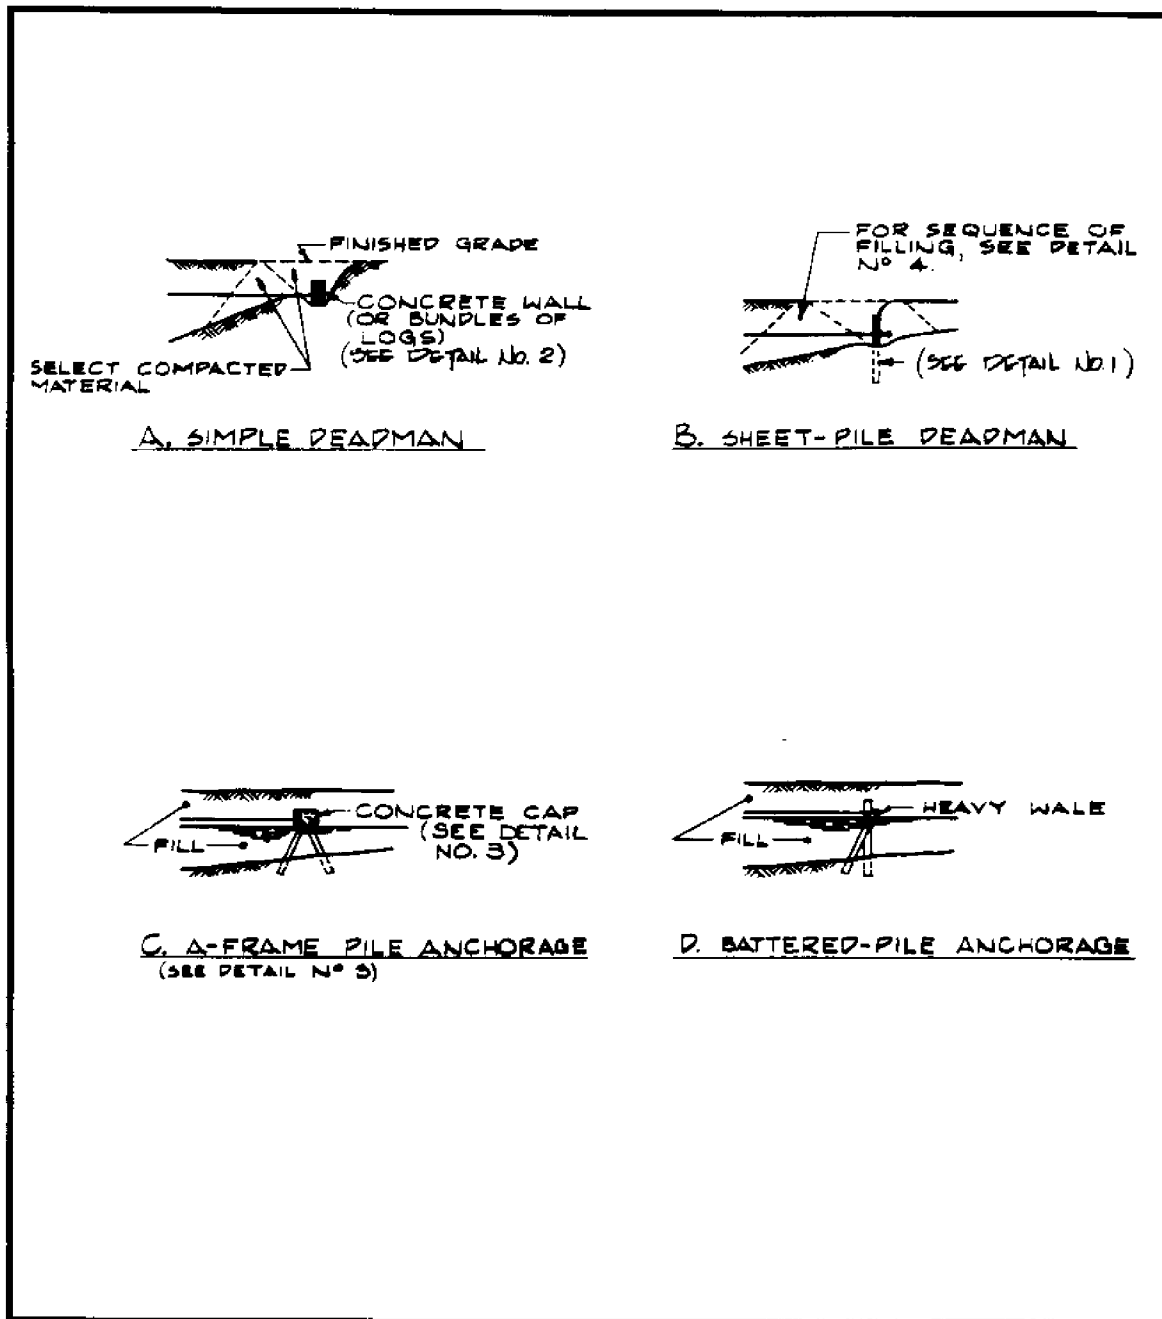 FINISHED GRADE
CONCRETE WALL
(OR BUNDLES OF
LOGS)
(SEE DETAIL NO. 2)
SELECT COMPACTED
MATERIAL
A. SIMPLE DEADMAN
FOR SEQUENCE OF
FILLING, SEE DETAIL
Nº 4.
(SEE DETAIL NO. 1)
B. SHEET-PILE DEADMAN
CONCRETE CAP
(SEE DETAIL
NO. 3)
FILL
C. A-FRAME PILE ANCHORAGE
(SEE DETAIL Nº 3)
HEAVY WALE
FILL
D. BATTERED-PILE ANCHORAGE